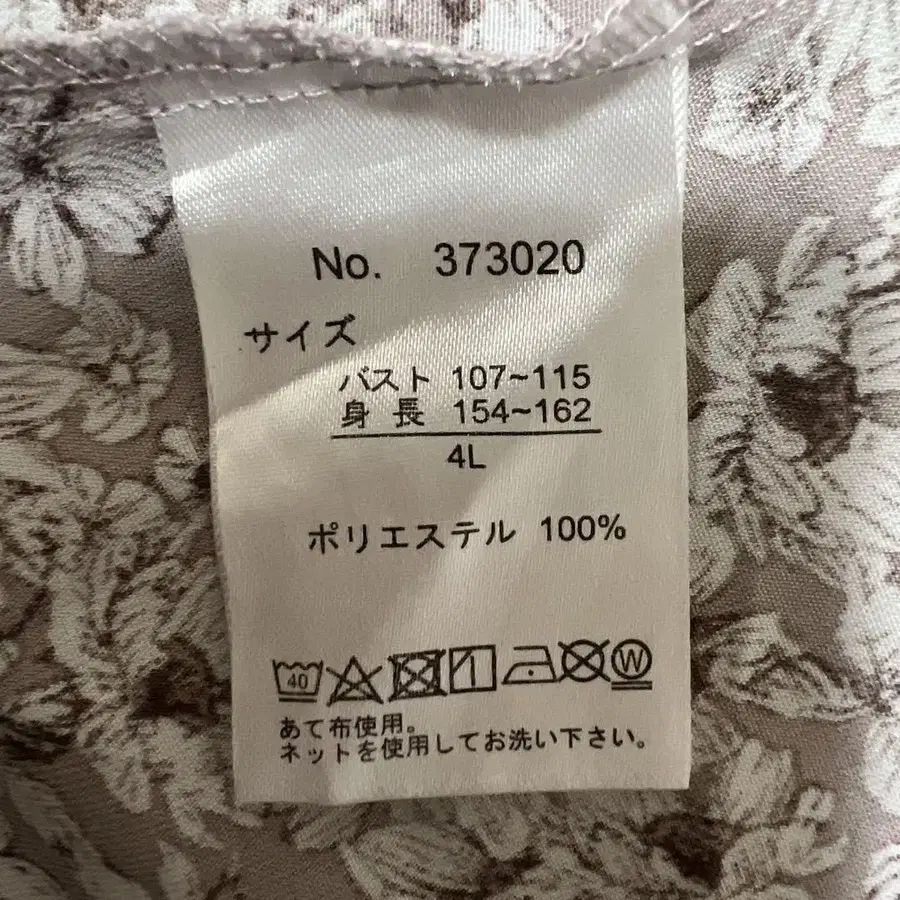 No. 373020
サイズ
バスト 107~115
身長 154~162
4L
ポリエステル 100%
40 W
あて布使用。
ネットを使用してお洗い下さい。